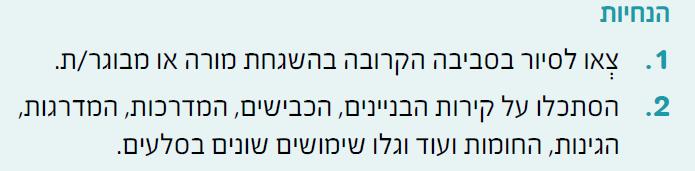 הנחיות
1. צְאו לסיור בסביבה הקרובה בהשגחת מורה או מבוגר/ת.
2. הסתכלו על קירות הבניינים, הכבישים, המדרכות, המדרגות,
הגינות, החומות ועוד וגלו שימושים שונים בסלעים.